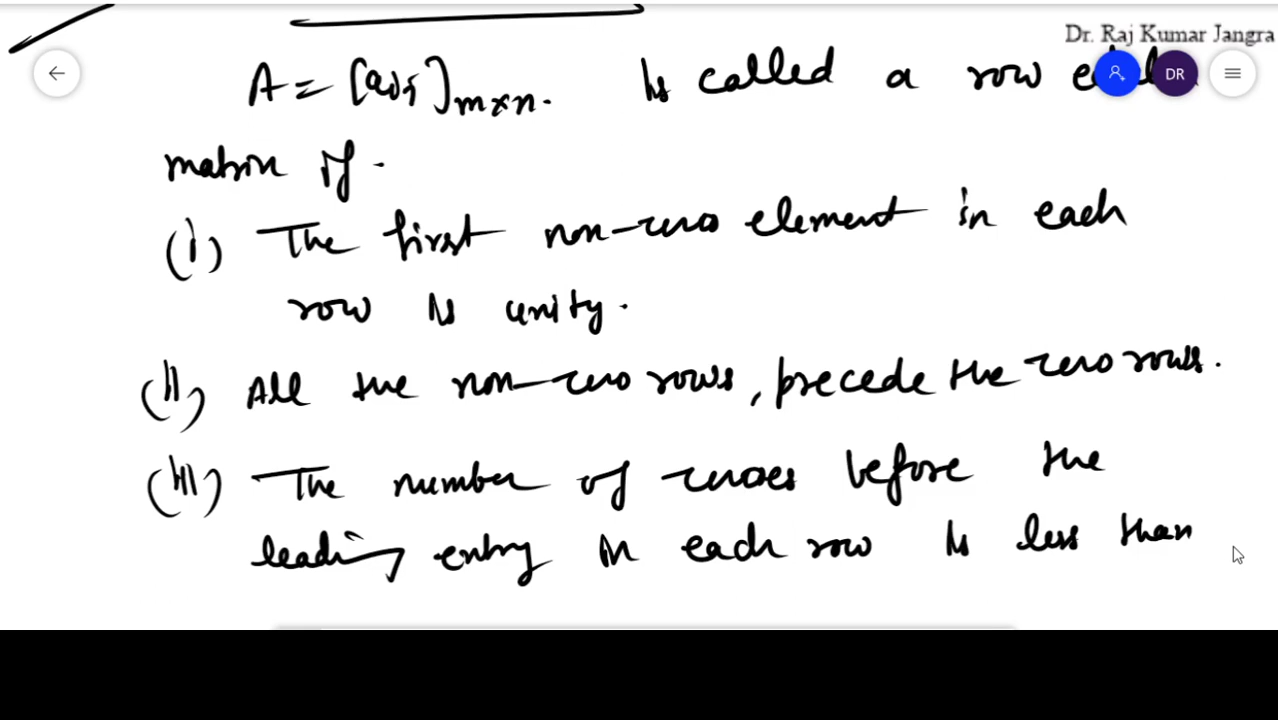 Dr. Raj Kumar Jangra
A = [aij]m×n. is called a row
DR
matrix if -
(i) The first non-zero element in each
row is unity.
(ii) All the non-zero rows, precede the zero rows.
(iii) The number of zeroes before the
leading entry in each row is less than